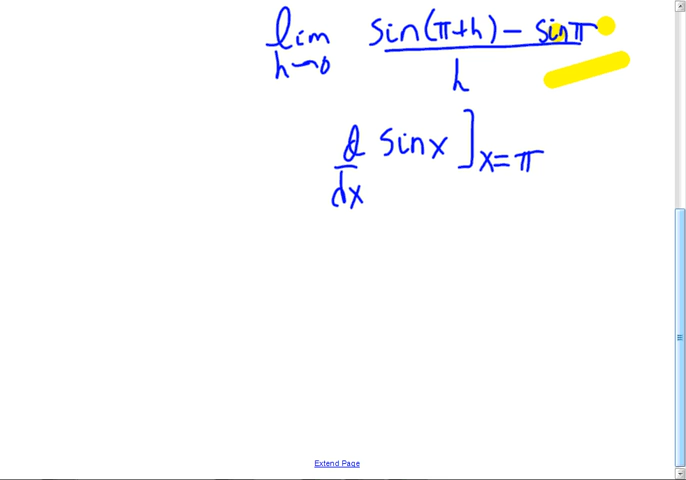 lim sin(π+h) - sinπ
h→0 h
d sinx ]x=π
dx
Extend Page